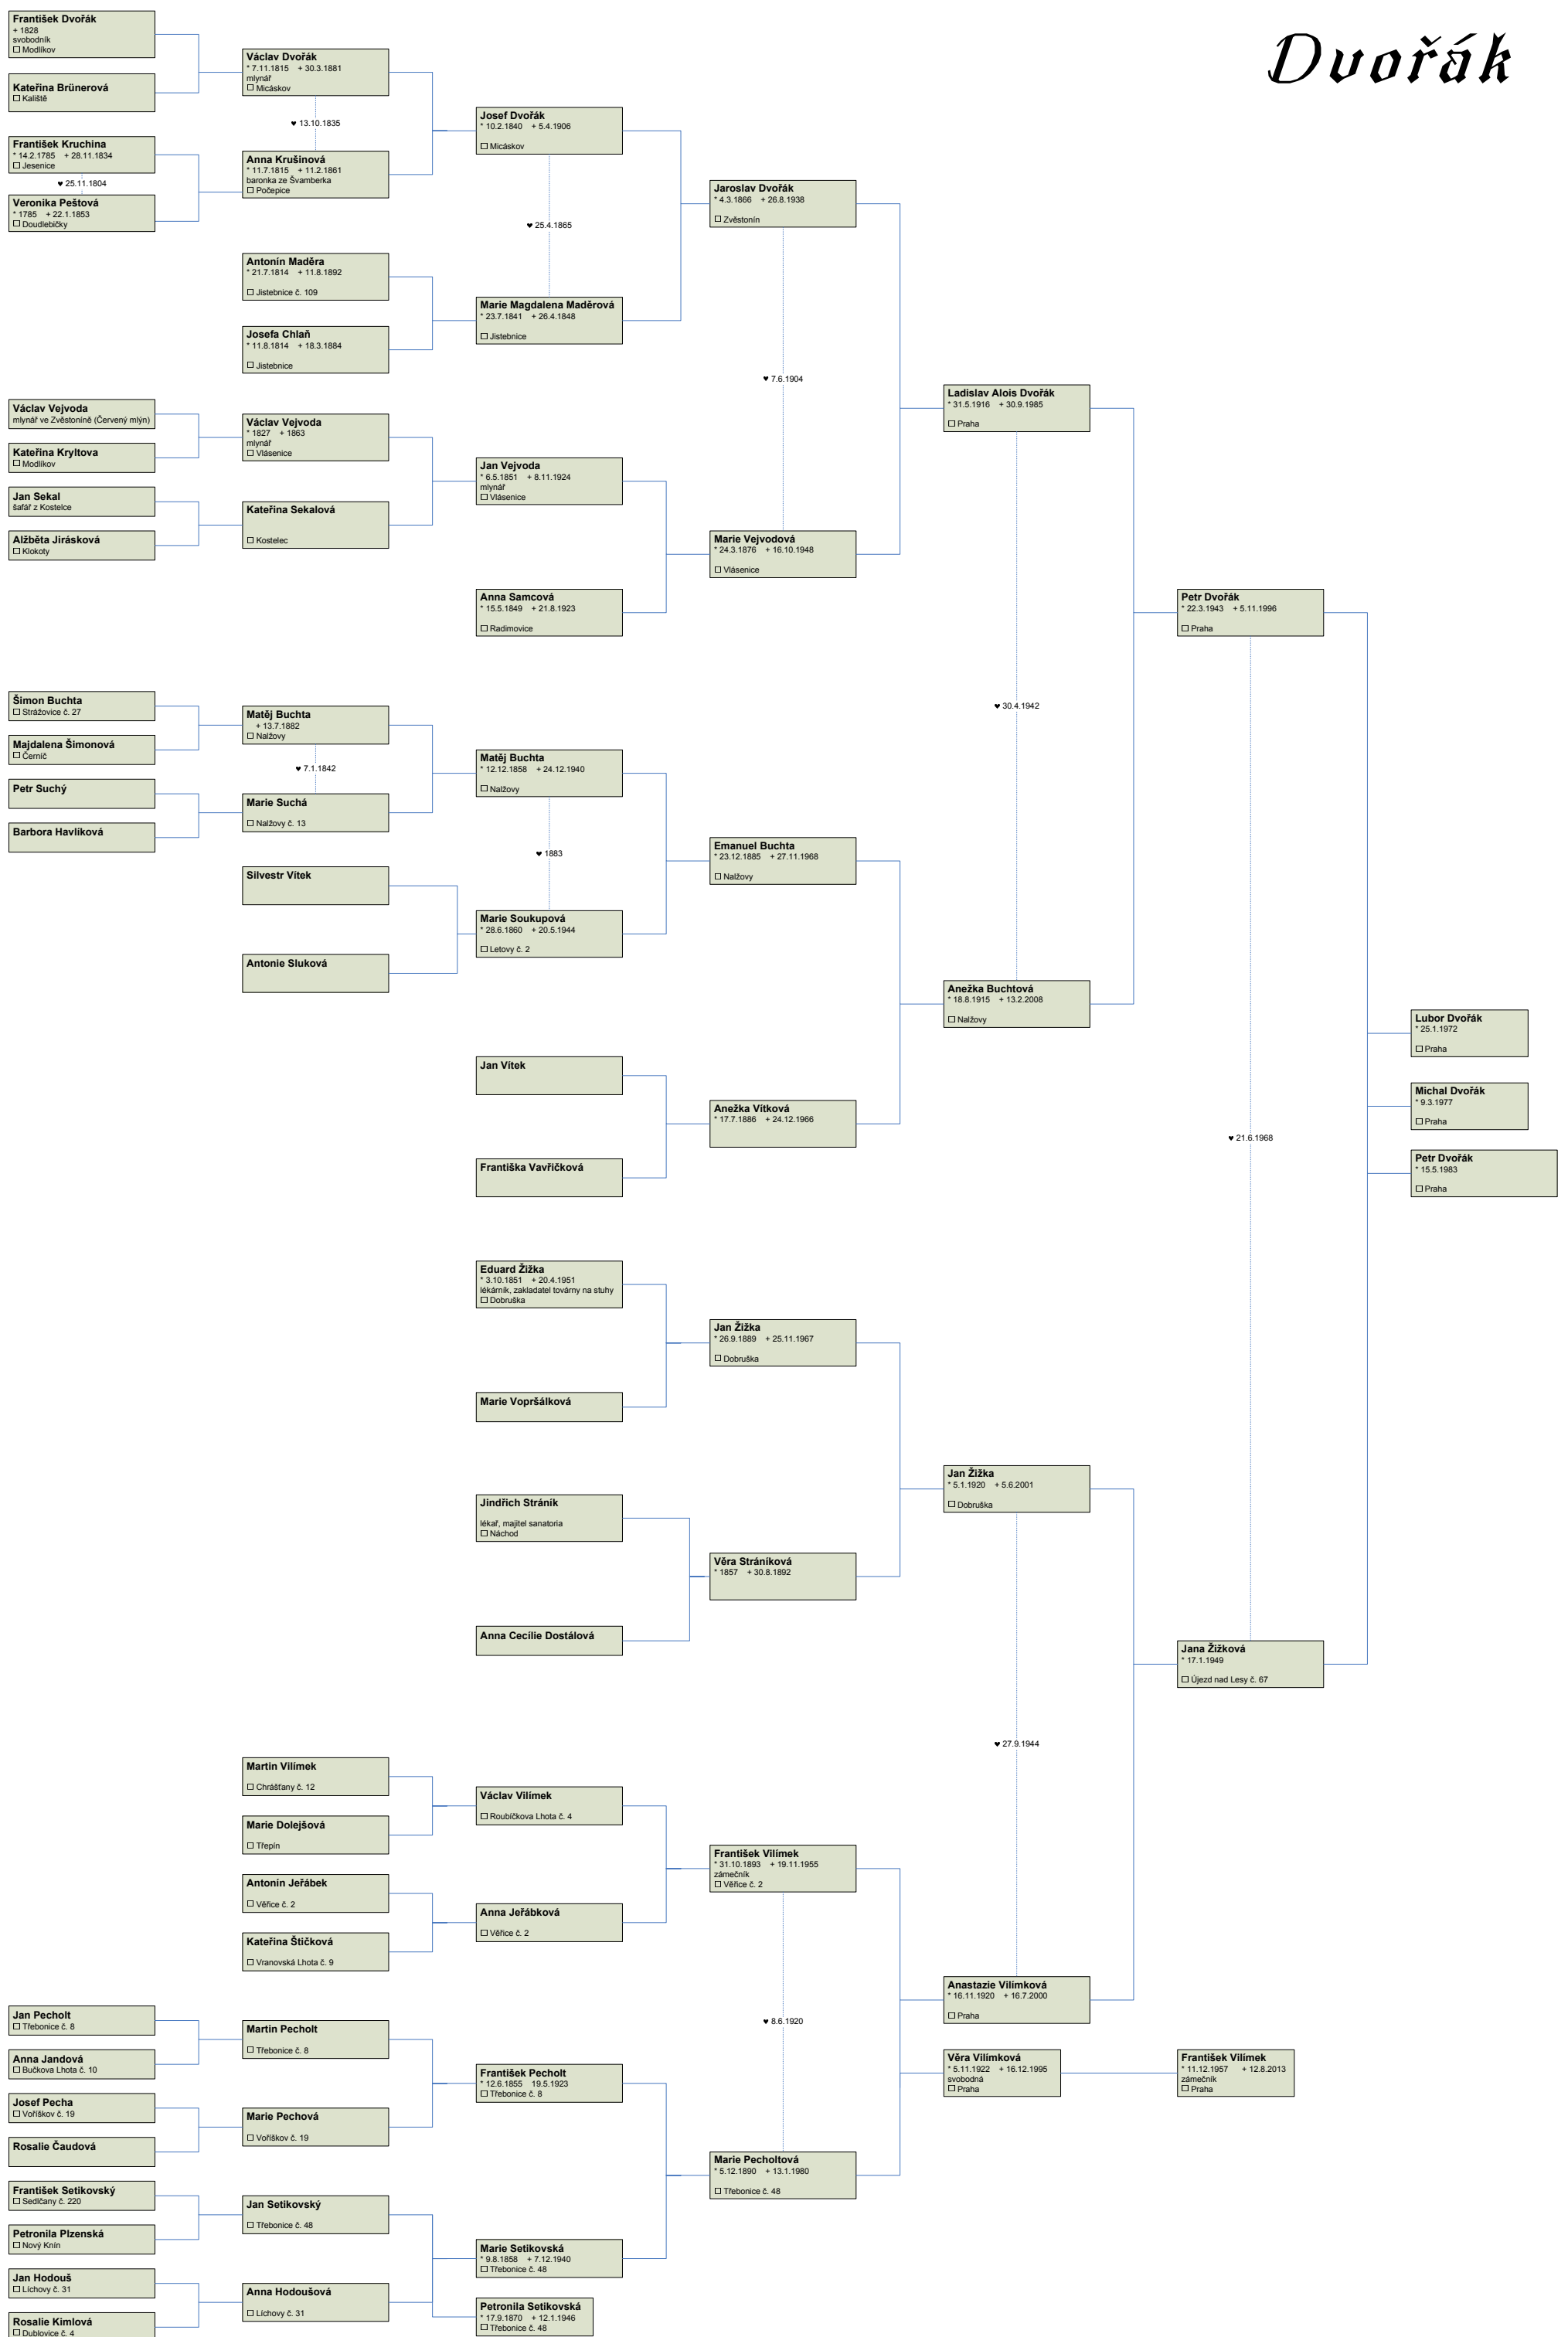 Dvořák
František Dvořák
+ 1828
svobodník
☐ Modlíkov
Kateřina Brünerová
☐ Kaliště
František Kruchina
* 14.2.1785 + 28.11.1834
☐ Jesenice
♥ 25.11.1804
Veronika Peštová
* 1785 + 22.1.1853
☐ Doudlebičky
Václav Vejvoda
mlynář ve Zvěstoníně (Červený mlýn)
Kateřina Kryltova
☐ Modlíkov
Jan Sekal
šafář z Kostelce
Alžběta Jirásková
☐ Klokoty
Šimon Buchta
☐ Strážovice č. 27
Majdalena Šimonová
☐ Černíč
Petr Suchý
Barbora Havlíková
Jan Pecholt
☐ Třebonice č. 8
Anna Jandová
☐ Bučkova Lhota č. 10
Josef Pecha
☐ Voříškov č. 19
Rosalie Čaudová
František Setikovský
☐ Sedlčany č. 220
Petronila Plzenská
☐ Nový Knín
Jan Hodouš
☐ Líchovy č. 31
Rosalie Kimlová
☐ Dublovice č. 4
Václav Dvořák
* 7.11.1815 + 30.3.1881
mlynář
☐ Micáskov
♥ 13.10.1835
Anna Krušinová
* 11.7.1815 + 11.2.1861
baronka ze Švamberka
☐ Počepice
Antonín Maděra
* 21.7.1814 + 11.8.1892
☐ Jistebnice č. 109
Josefa Chlaň
* 11.8.1814 + 18.3.1884
☐ Jistebnice
Václav Vejvoda
* 1827 + 1863
mlynář
☐ Vlásenice
Kateřina Sekalová
☐ Kostelec
Matěj Buchta
+ 13.7.1882
☐ Nalžovy
♥ 7.1.1842
Marie Suchá
☐ Nalžovy č. 13
Silvestr Vítek
Antonie Sluková
Martin Vilímek
☐ Chrášťany č. 12
Marie Dolejšová
☐ Třepín
Antonín Jeřábek
☐ Věřice č. 2
Kateřina Štičková
☐ Vranovská Lhota č. 9
Martin Pecholt
☐ Třebonice č. 8
Marie Pechová
☐ Voříškov č. 19
Jan Setikovský
☐ Třebonice č. 48
Anna Hodoušová
☐ Líchovy č. 31
Josef Dvořák
* 10.2.1840 + 5.4.1906
☐ Micáskov
♥ 25.4.1865
Marie Magdalena Maděrová
* 23.7.1841 + 26.4.1848
☐ Jistebnice
Jan Vejvoda
* 6.5.1851 + 8.11.1924
mlynář
☐ Vlásenice
Anna Samcová
* 15.5.1849 + 21.8.1923
☐ Radimovice
Matěj Buchta
* 12.12.1858 + 24.12.1940
☐ Nalžovy
♥ 1883
Marie Soukupová
* 28.6.1860 + 20.5.1944
☐ Letovy č. 2
Jan Vítek
Františka Vavřičková
Eduard Žižka
* 3.10.1851 + 20.4.1951
lékárník, zakladatel továrny na stuhy
☐ Dobruška
Marie Vopršálková
Jindřich Stráník
lékař, majitel sanatoria
☐ Náchod
Anna Cecílie Dostálová
Václav Vilímek
☐ Roubíčkova Lhota č. 4
Anna Jeřábková
☐ Věřice č. 2
František Pecholt
* 12.6.1855 19.5.1923
☐ Třebonice č. 8
Marie Setikovská
* 9.8.1858 + 7.12.1940
☐ Třebonice č. 48
Petronila Setikovská
* 17.9.1870 + 12.1.1946
☐ Třebonice č. 48
Jaroslav Dvořák
* 4.3.1866 + 26.8.1938
☐ Zvěstonín
♥ 7.6.1904
Marie Vejvodová
* 24.3.1876 + 16.10.1948
☐ Vlásenice
Emanuel Buchta
* 23.12.1885 + 27.11.1968
☐ Nalžovy
Anežka Vítková
* 17.7.1886 + 24.12.1966
Jan Žižka
* 26.9.1889 + 25.11.1967
☐ Dobruška
Věra Stráníková
* 1857 + 30.8.1892
František Vilímek
* 31.10.1893 + 19.11.1955
zámečník
☐ Věřice č. 2
♥ 8.6.1920
Marie Pecholtová
* 5.12.1890 + 13.1.1980
☐ Třebonice č. 48
Ladislav Alois Dvořák
* 31.5.1916 + 30.9.1985
☐ Praha
♥ 30.4.1942
Anežka Buchtová
* 18.8.1915 + 13.2.2008
☐ Nalžovy
Jan Žižka
* 5.1.1920 + 5.6.2001
☐ Dobruška
♥ 27.9.1944
Anastazie Vilímková
* 16.11.1920 + 16.7.2000
☐ Praha
Věra Vilímková
* 5.11.1922 + 16.12.1995
svobodná
☐ Praha
Petr Dvořák
* 22.3.1943 + 5.11.1996
☐ Praha
♥ 21.6.1968
Jana Žižková
* 17.1.1949
☐ Újezd nad Lesy č. 67
František Vilímek
* 11.12.1957 + 12.8.2013
zámečník
☐ Praha
Lubor Dvořák
* 25.1.1972
☐ Praha
Michal Dvořák
* 9.3.1977
☐ Praha
Petr Dvořák
* 15.5.1983
☐ Praha